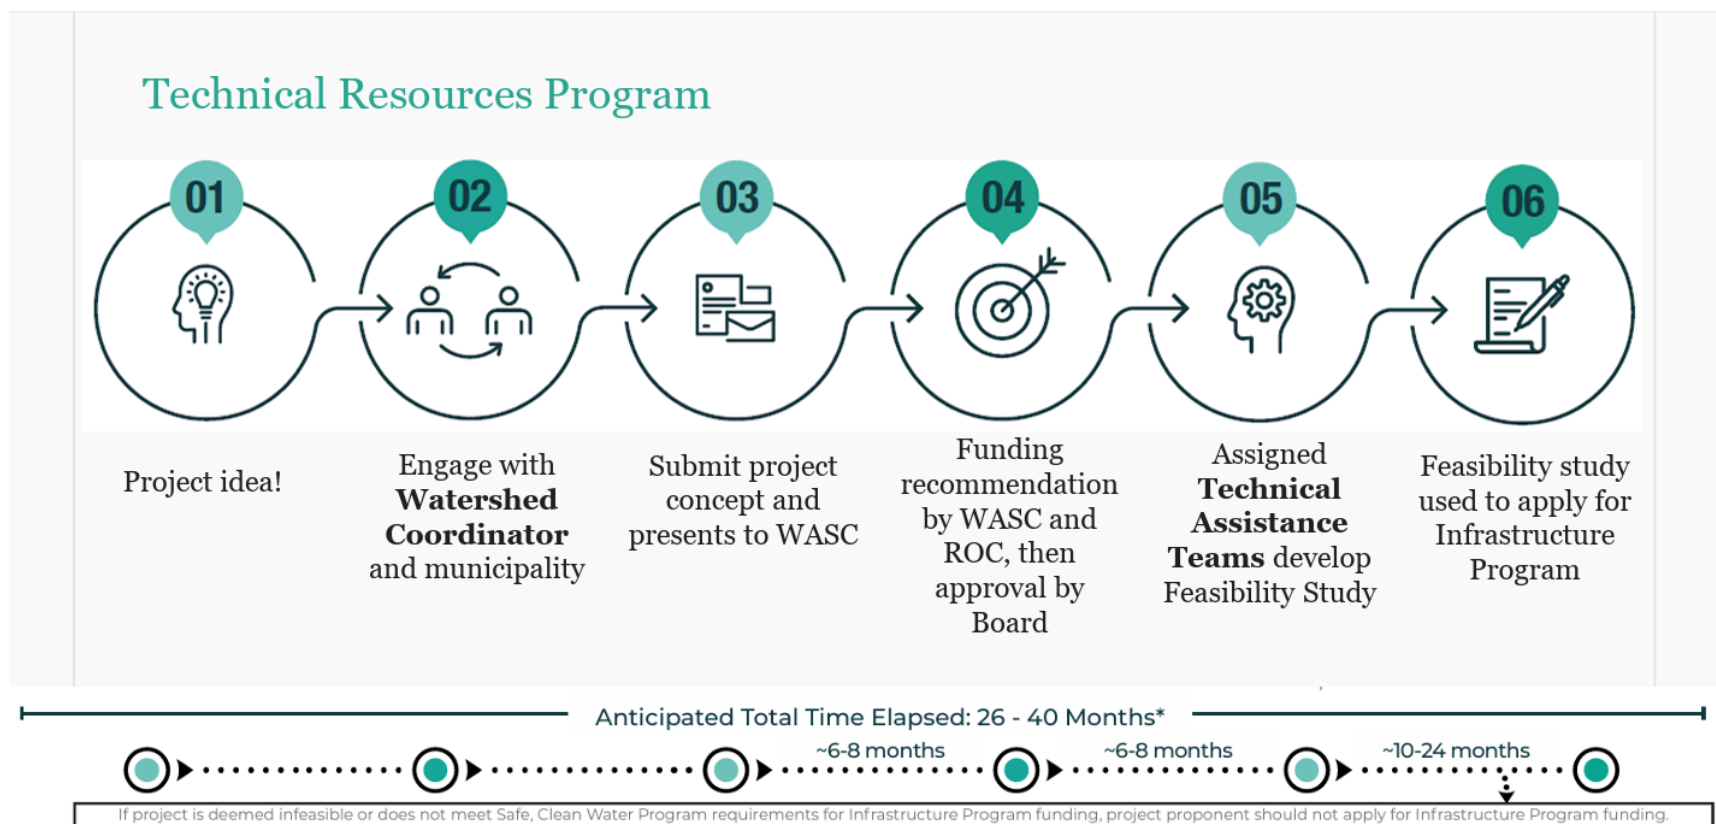 Technical Resources Program
01
02
03
04
05
06
Project idea!
Engage with
Watershed
Coordinator
and municipality
Submit project
concept and
presents to WASC
Funding
recommendation
by WASC and
ROC, then
approval by
Board
Assigned
Technical
Assistance
Teams develop
Feasibility Study
Feasibility study
used to apply for
Infrastructure
Program
Anticipated Total Time Elapsed: 26 - 40 Months*
~6-8 months
~6-8 months
~10-24 months
If project is deemed infeasible or does not meet Safe, Clean Water Program requirements for Infrastructure Program funding, project proponent should not apply for Infrastructure Program funding.